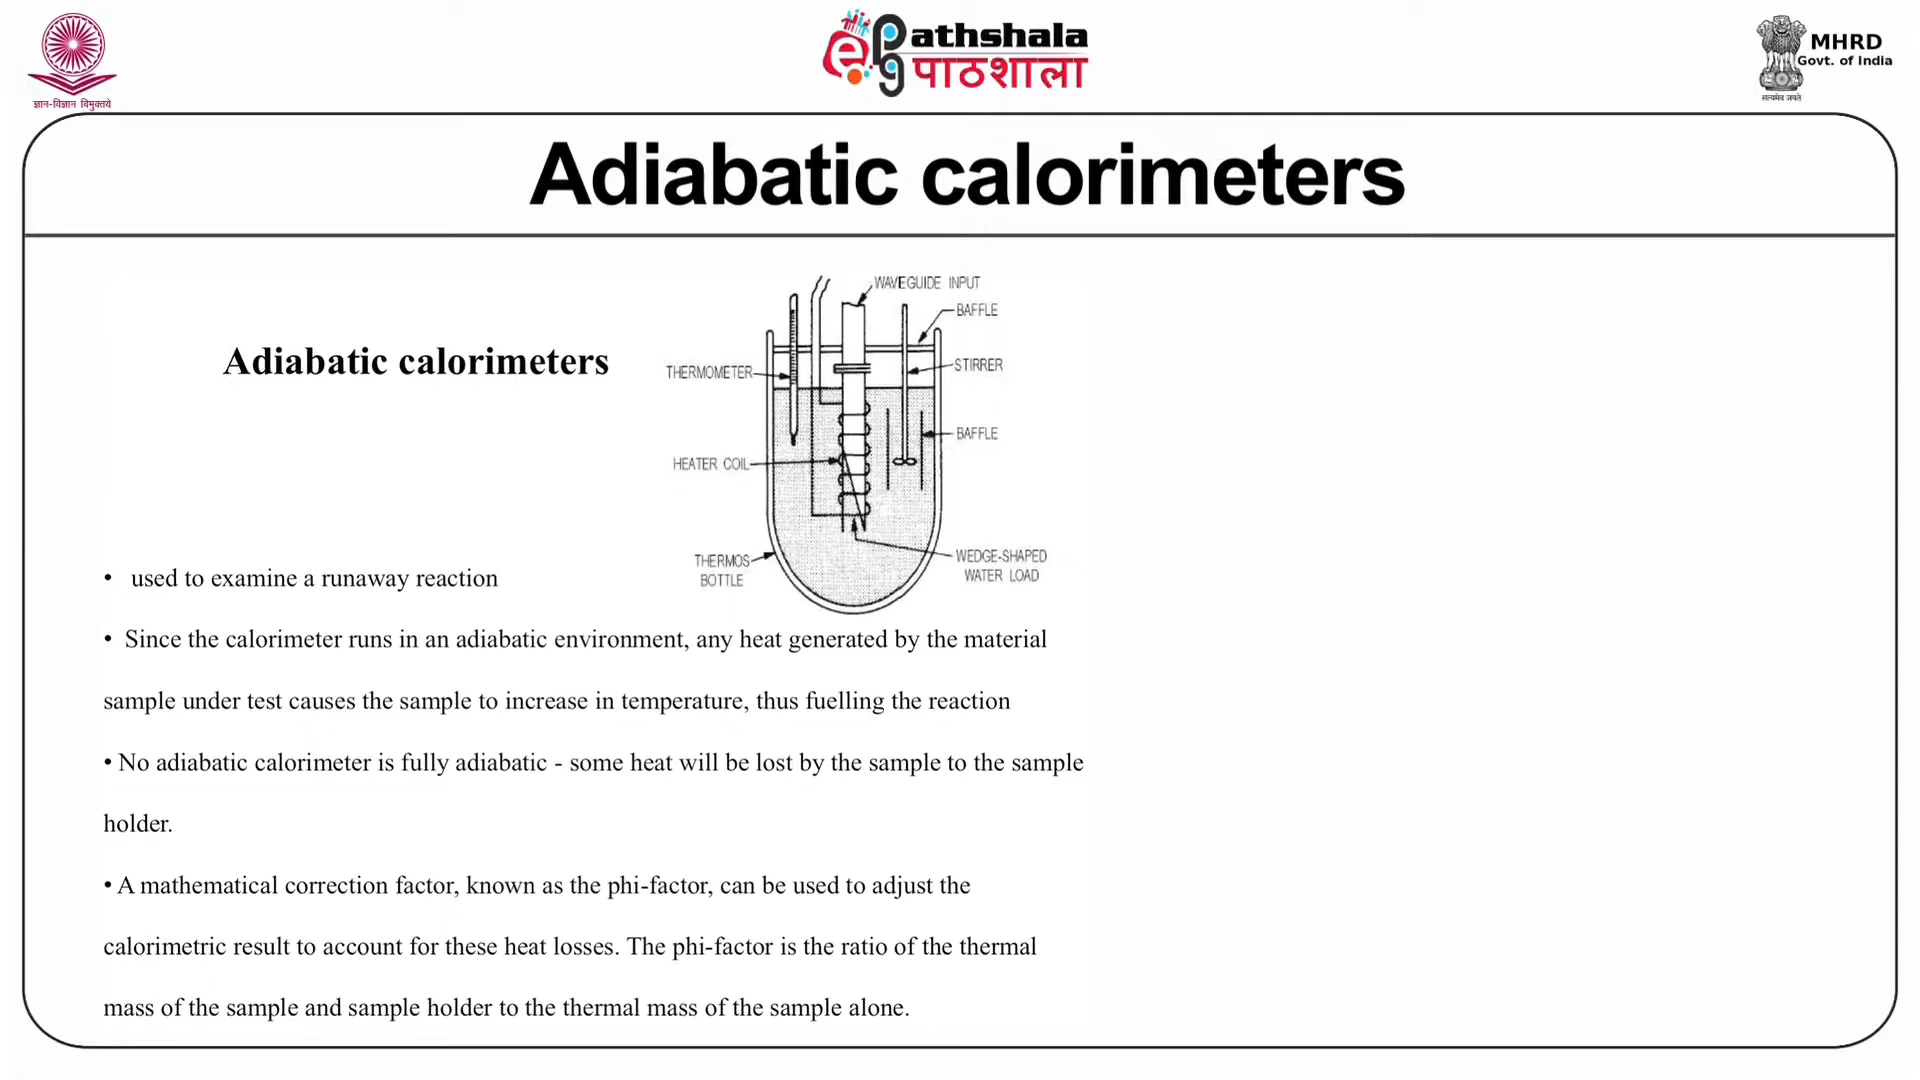 ज्ञान-विज्ञान विमुक्तये
ePG athshala
पाठशाला
MHRD
Govt. of India
सत्यमेव जयते
Adiabatic calorimeters
Adiabatic calorimeters
WAVEGUIDE INPUT
BAFFLE
STIRRER
THERMOMETER
BAFFLE
HEATER COIL
THERMOS
BOTTLE
WEDGE-SHAPED
WATER LOAD
• used to examine a runaway reaction
• Since the calorimeter runs in an adiabatic environment, any heat generated by the material
sample under test causes the sample to increase in temperature, thus fuelling the reaction
• No adiabatic calorimeter is fully adiabatic - some heat will be lost by the sample to the sample
holder.
• A mathematical correction factor, known as the phi-factor, can be used to adjust the
calorimetric result to account for these heat losses. The phi-factor is the ratio of the thermal
mass of the sample and sample holder to the thermal mass of the sample alone.